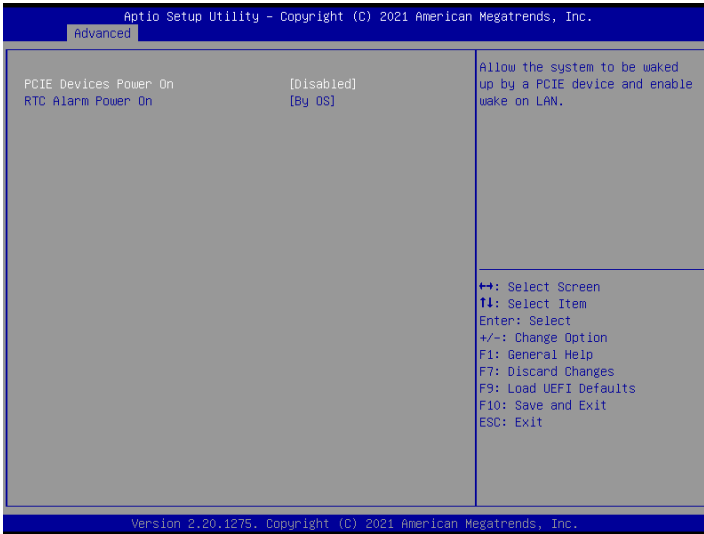 Aptio Setup Utility – Copyright (C) 2021 American Megatrends, Inc.
Advanced
PCIE Devices Power On [Disabled]
RTC Alarm Power On [By OS]
Allow the system to be waked
up by a PCIE device and enable
wake on LAN.
↔: Select Screen
↑↓: Select Item
Enter: Select
+/-: Change Option
F1: General Help
F7: Discard Changes
F9: Load UEFI Defaults
F10: Save and Exit
ESC: Exit
Version 2.20.1275. Copyright (C) 2021 American Megatrends, Inc.